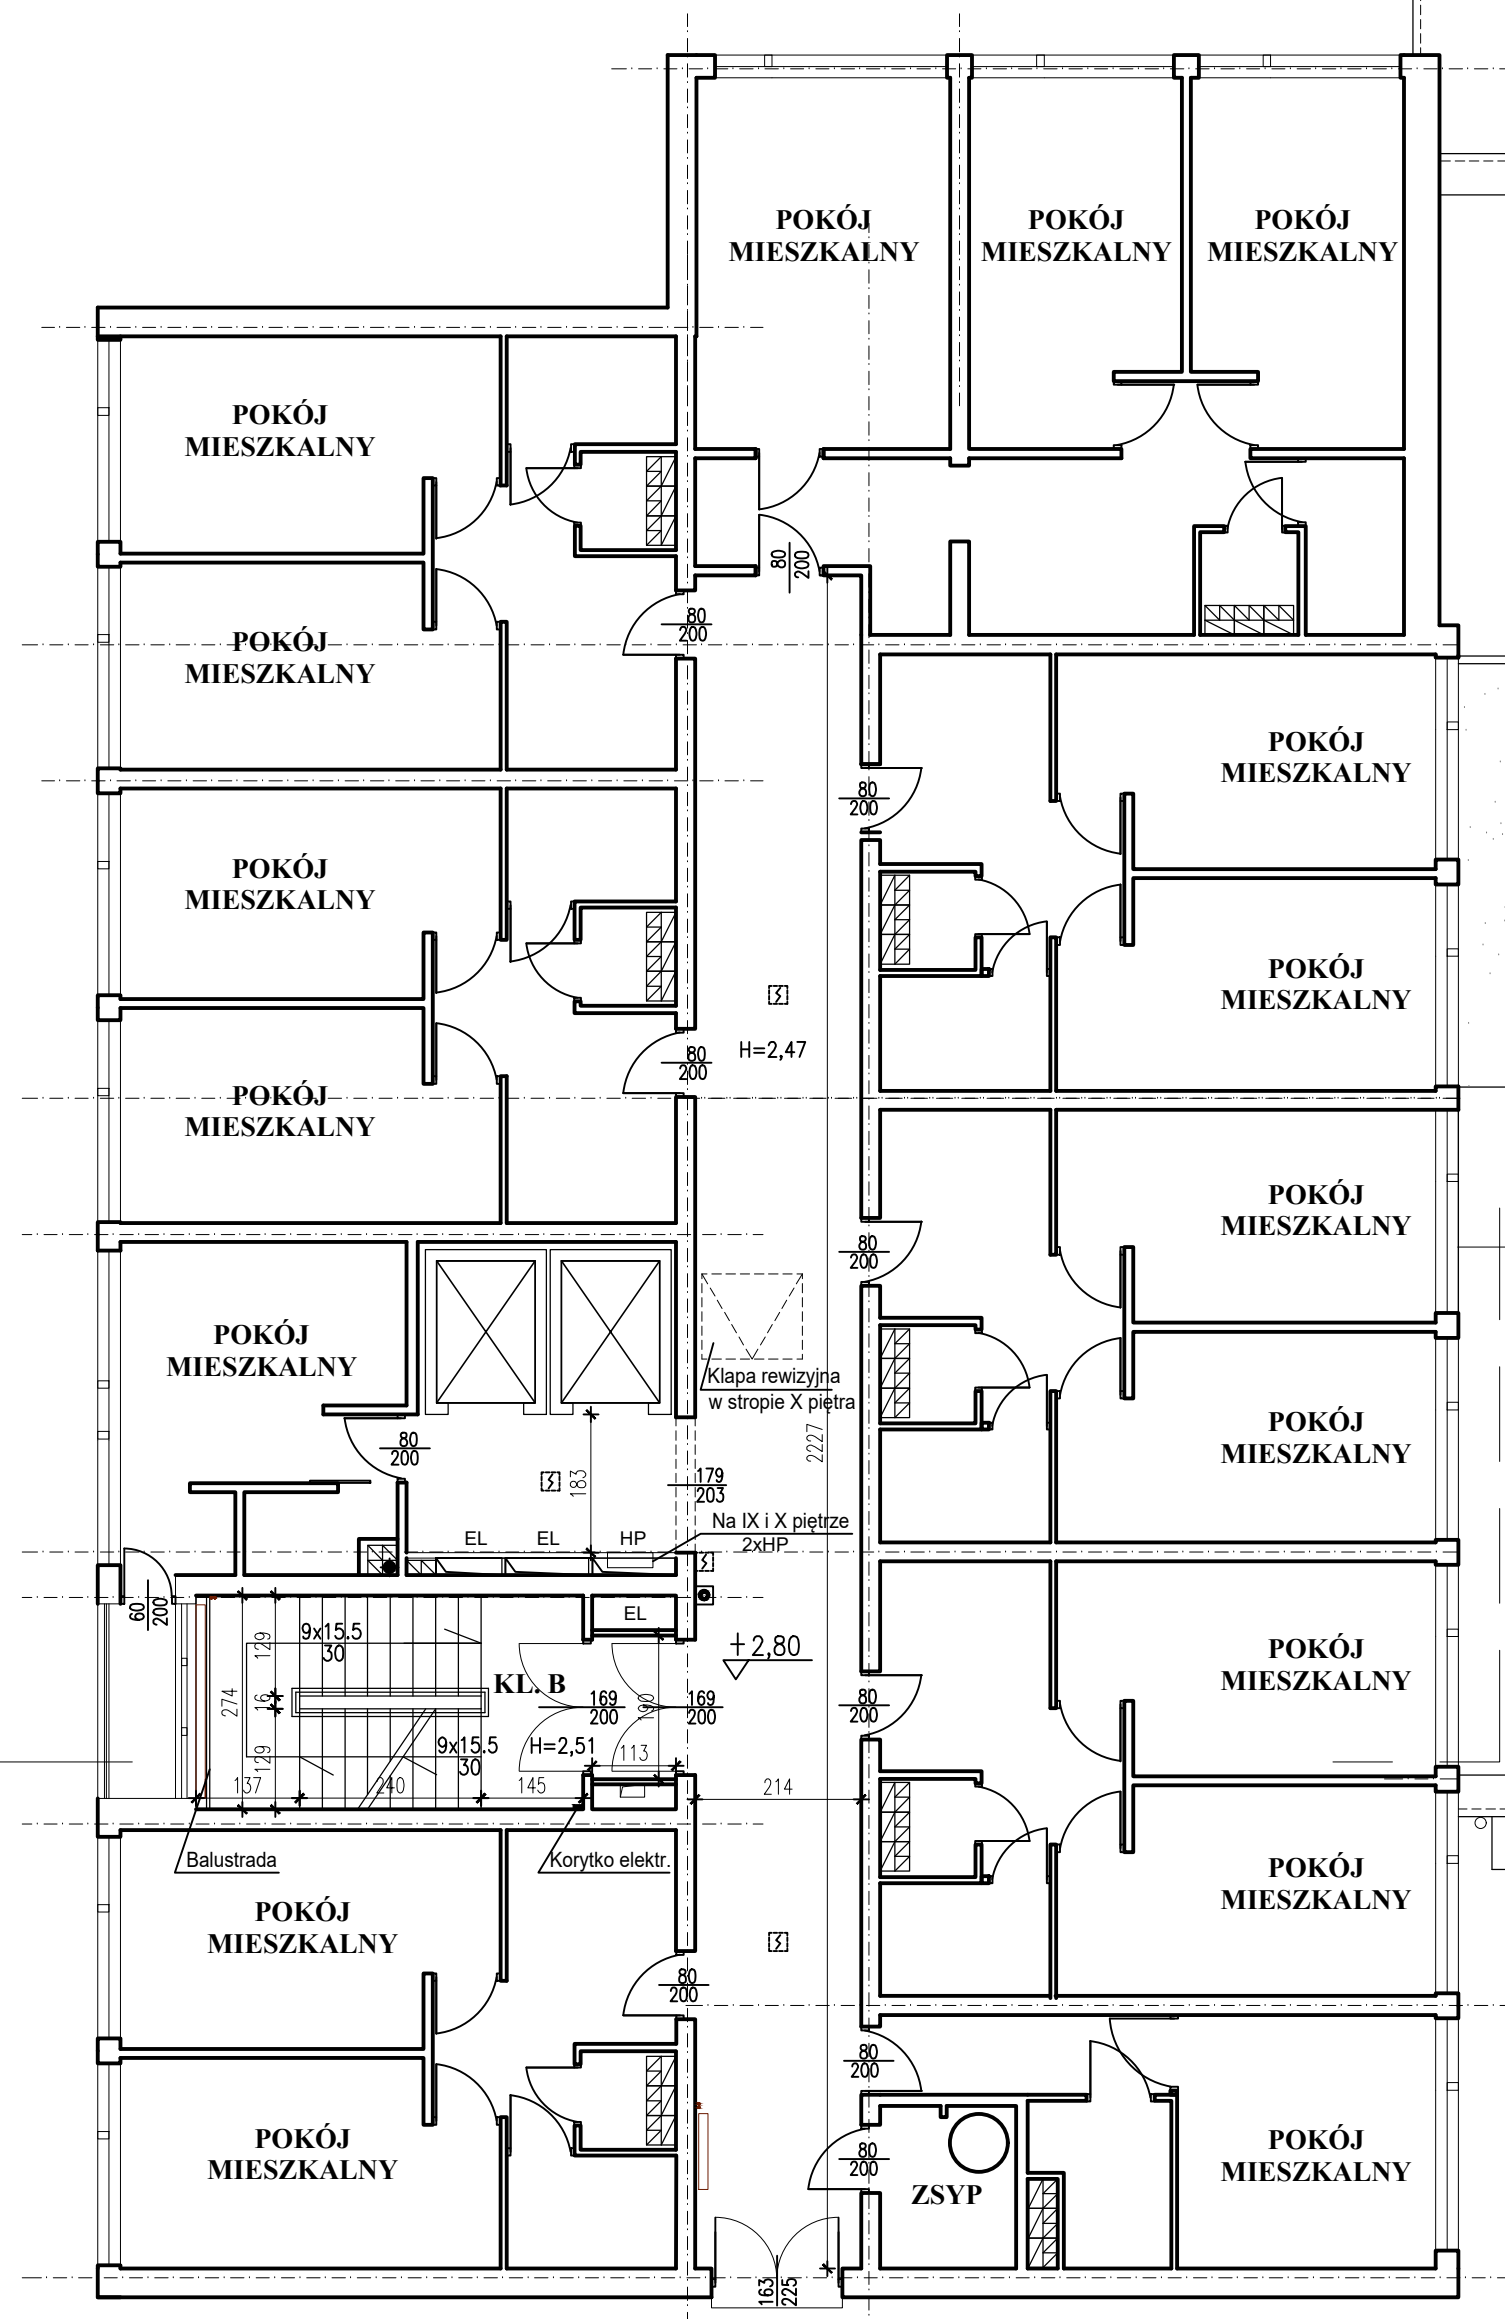 POKÓJ
MIESZKALNY
POKÓJ
MIESZKALNY
POKÓJ
MIESZKALNY
POKÓJ
MIESZKALNY
80
200
POKÓJ
MIESZKALNY
80
200
POKÓJ
MIESZKALNY
80
200
POKÓJ
MIESZKALNY
POKÓJ
MIESZKALNY
POKÓJ
MIESZKALNY
H=2,47
80
200
POKÓJ
MIESZKALNY
POKÓJ
MIESZKALNY
80
200
POKÓJ
MIESZKALNY
Klapa rewizyjna
w stropie X piętra
POKÓJ
MIESZKALNY
80
200
2227
183
179
203
Na IX i X piętrze
2xHP
EL
EL
HP
60
200
EL
9x15.5
30
129
274
16
129
KL. B
169
200
190
169
200
+2,80
80
200
POKÓJ
MIESZKALNY
9x15.5
30
H=2,51
113
137
240
145
214
Balustrada
Korytko elektr.
POKÓJ
MIESZKALNY
POKÓJ
MIESZKALNY
80
200
80
200
POKÓJ
MIESZKALNY
80
200
ZSYP
POKÓJ
MIESZKALNY
163
225